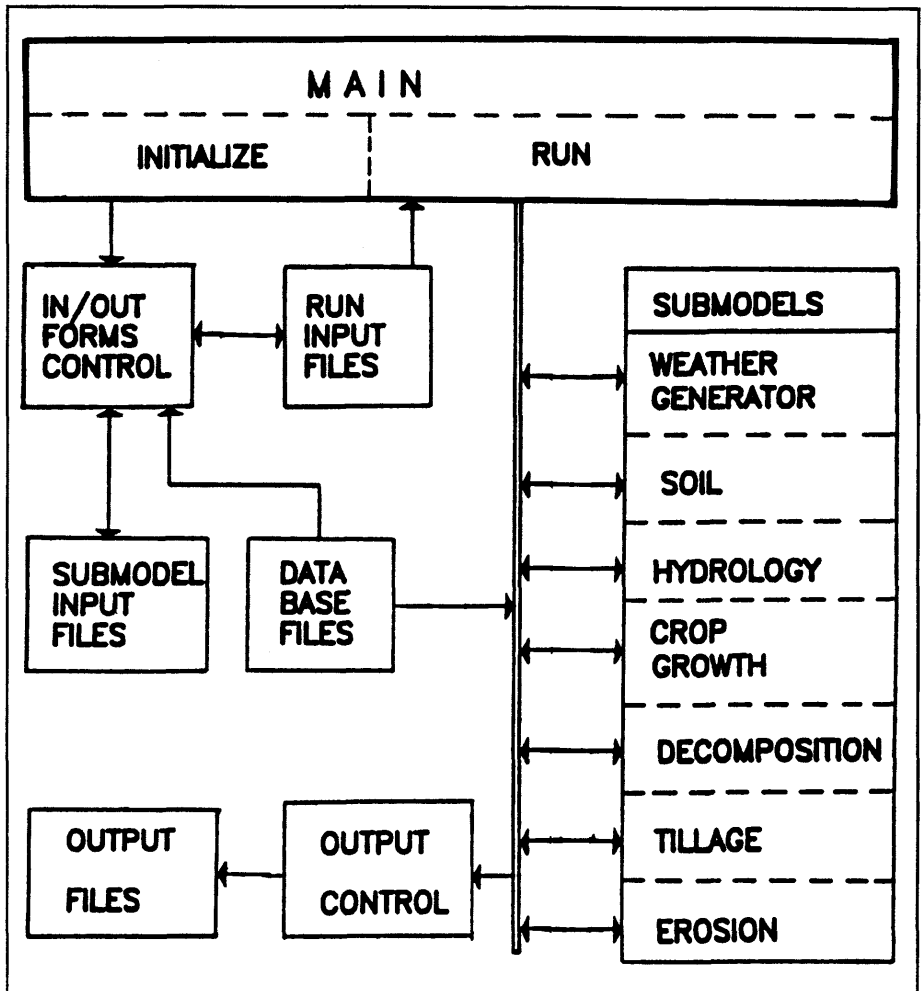 MAIN
INITIALIZE
RUN
IN/OUT
FORMS
CONTROL
RUN
INPUT
FILES
SUBMODELS
WEATHER
GENERATOR
SOIL
HYDROLOGY
CROP
GROWTH
DECOMPOSITION
TILLAGE
EROSION
SUBMODEL
INPUT
FILES
DATA
BASE
FILES
OUTPUT
FILES
OUTPUT
CONTROL